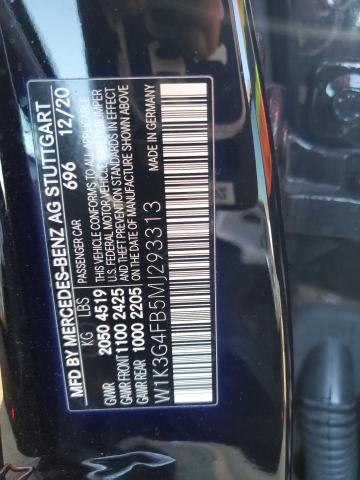 MFD BY MERCEDES-BENZ AG STUTTGART
PASSENGER CAR 696 12/20
KG LBS
GVWR 2050 4519
GAWR FRONT 1100 2425
GAWR REAR 1000 2205
THIS VEHICLE CONFORMS TO ALL APPLICABLE
U.S. FEDERAL MOTOR VEHICLE SAFETY BUMPER
AND THEFT PREVENTION STANDARDS IN EFFECT
ON THE DATE OF MANUFACTURE SHOWN ABOVE
W1K3G4FB5MJ293313
MADE IN GERMANY